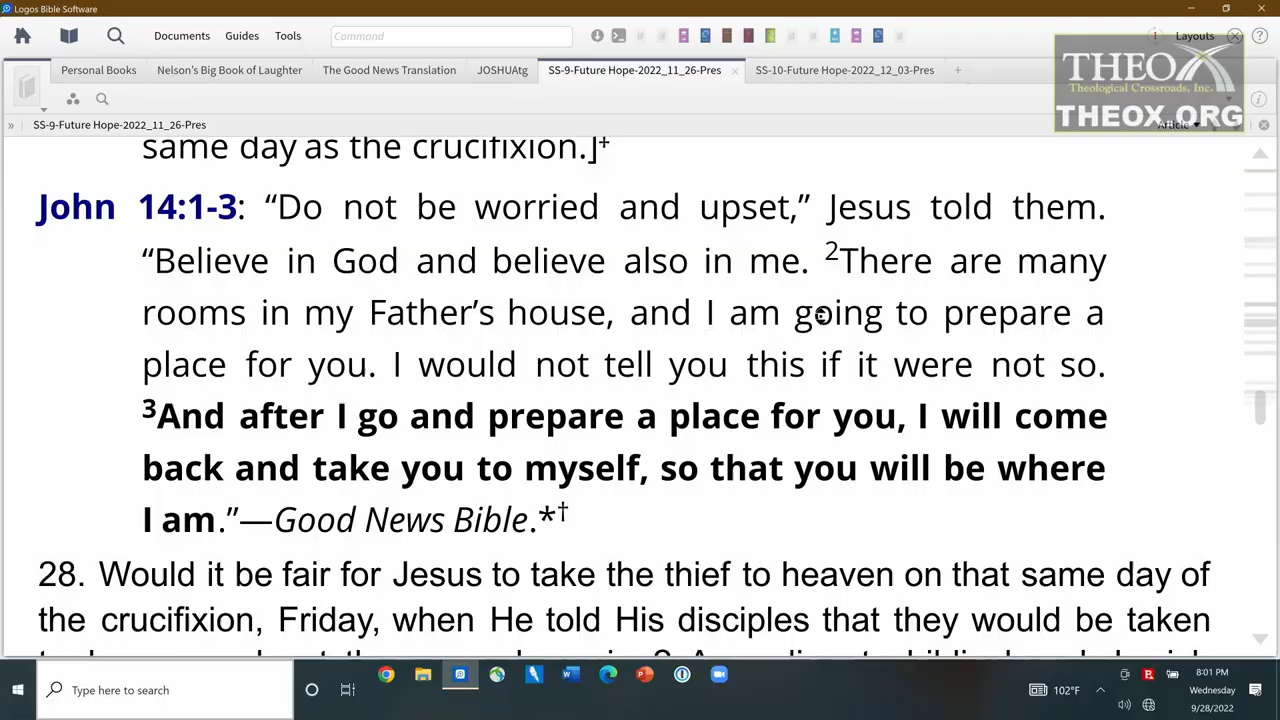 Logos Bible Software
Documents Guides Tools Command Layouts
THEOX
Theological Crossroads, Inc.
THEOX.ORG
Personal Books Nelson's Big Book of Laughter The Good News Translation JOSHUAtg SS-9-Future Hope-2022_11_26-Pres SS-10-Future Hope-2022_12_03-Pres
SS-9-Future Hope-2022_11_26-Pres Article
same day as the crucifixion.]+
John 14:1-3: “Do not be worried and upset,” Jesus told them.
“Believe in God and believe also in me. 2There are many
rooms in my Father’s house, and I am going to prepare a
place for you. I would not tell you this if it were not so.
3And after I go and prepare a place for you, I will come
back and take you to myself, so that you will be where
I am.”—Good News Bible.*†
28. Would it be fair for Jesus to take the thief to heaven on that same day of
the crucifixion, Friday, when He told His disciples that they would be taken
Type here to search
102°F
8:01 PM
Wednesday
9/28/2022